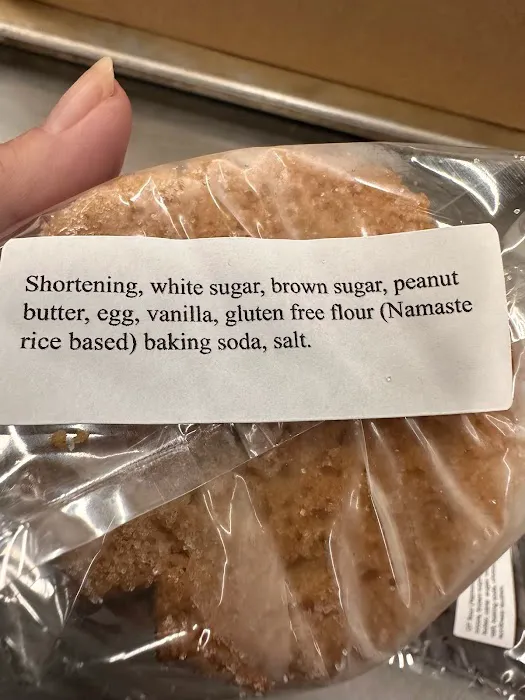 Shortening, white sugar, brown sugar, peanut
butter, egg, vanilla, gluten free flour (Namaste
rice based) baking soda, salt.